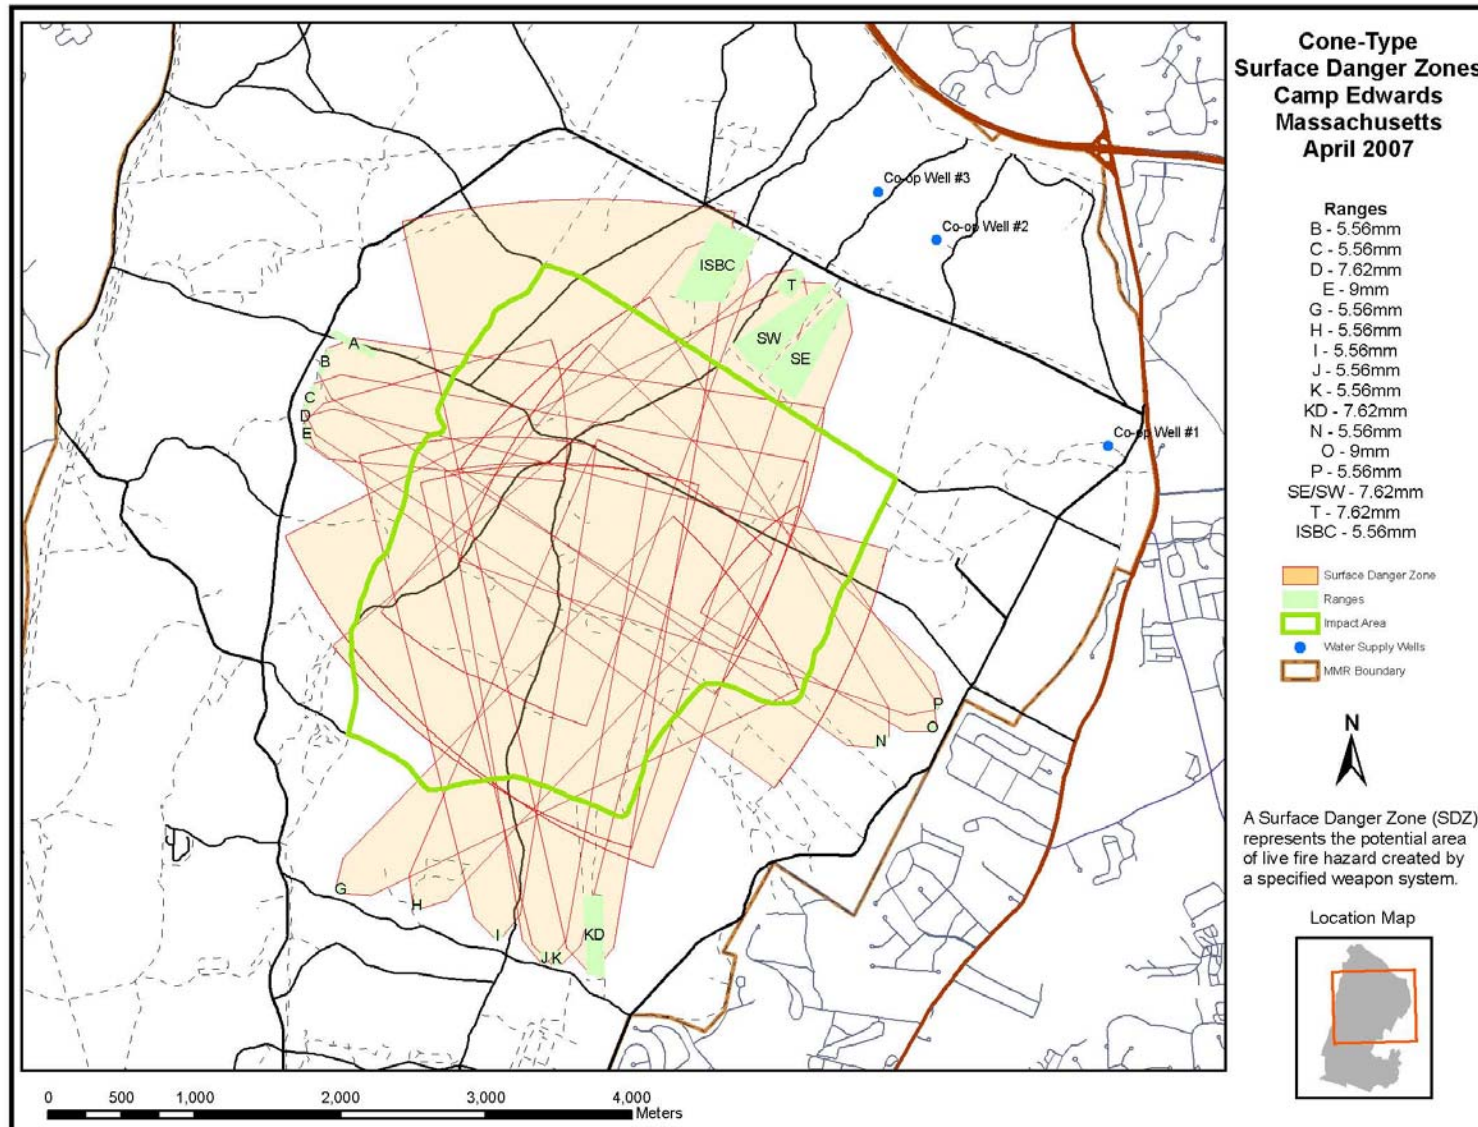 Cone-Type
Surface Danger Zones
Camp Edwards
Massachusetts
April 2007
Ranges
B - 5.56mm
C - 5.56mm
D - 7.62mm
E - 9mm
G - 5.56mm
H - 5.56mm
I - 5.56mm
J - 5.56mm
K - 5.56mm
KD - 7.62mm
N - 5.56mm
O - 9mm
P - 5.56mm
SE/SW - 7.62mm
T - 7.62mm
ISBC - 5.56mm
Surface Danger Zone
Ranges
Impact Area
Water Supply Wells
MMR Boundary
N
A Surface Danger Zone (SDZ)
represents the potential area
of live fire hazard created by
a specified weapon system.
Location Map
Co-op Well #3
Co-op Well #2
ISBC
T
SW
SE
A
B
C
D
E
Co-op Well #1
P
O
N
G
H
I
J K
KD
0 500 1,000 2,000 3,000 4,000
Meters